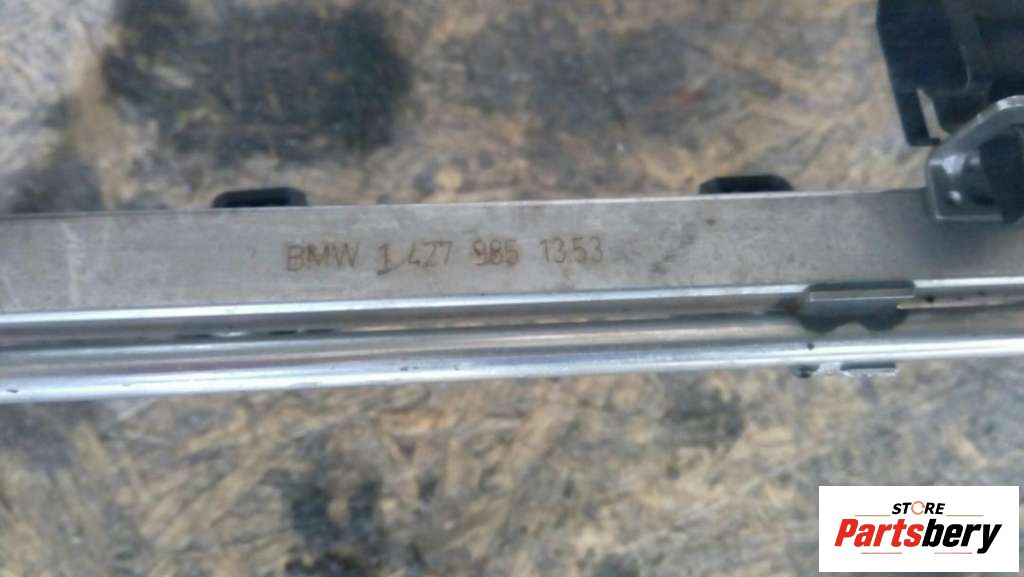 BMW 1 427 985 13.53
STORE
Partsbery